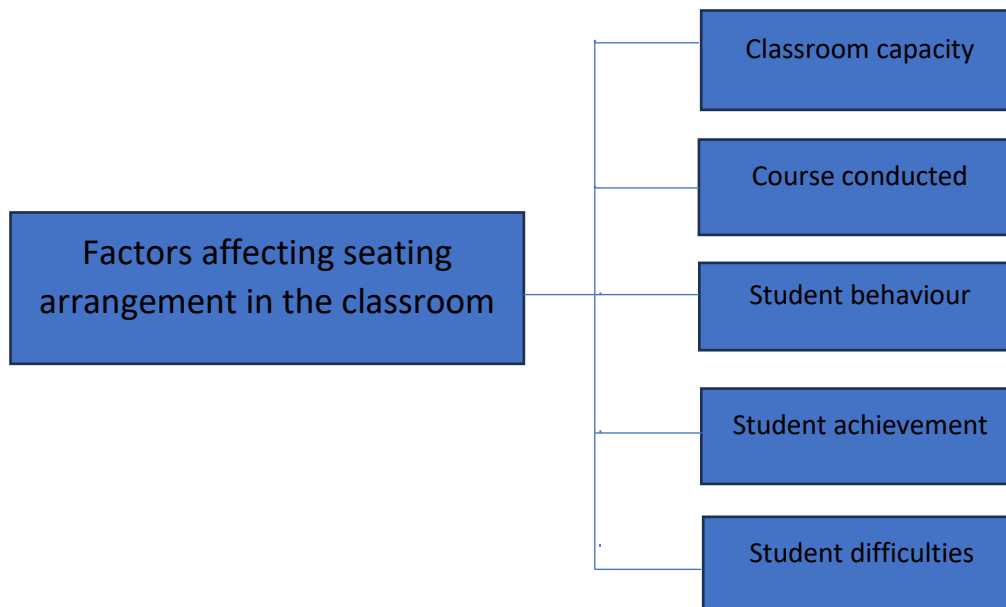 Factors affecting seating
arrangement in the classroom
Classroom capacity
Course conducted
Student behaviour
Student achievement
Student difficulties